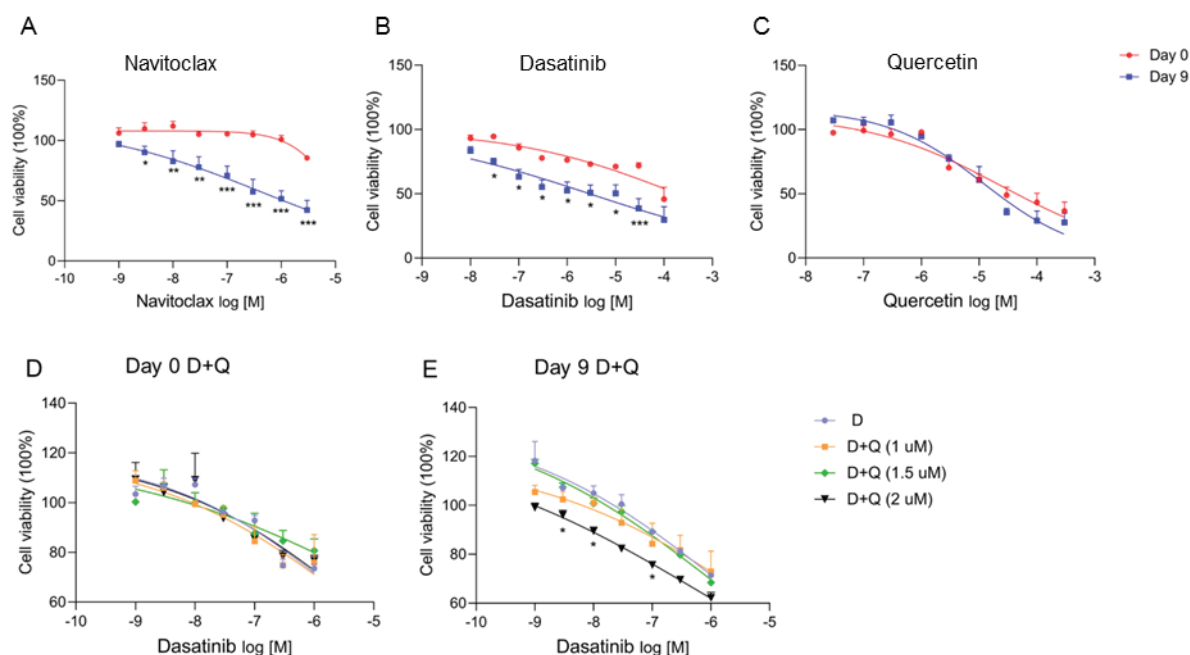 A
B
C
Navitoclax
Dasatinib
Quercetin
Day 0
Day 9
Cell viability (100%)
150
100
50
0
*
**
**
***
***
***
***
-10
-9
-8
-7
-6
-5
Navitoclax log [M]
Cell viability (100%)
150
100
50
0
*
*
*
*
*
*
***
-9
-8
-7
-6
-5
-4
-3
Dasatinib log [M]
Cell viability (100%)
150
100
50
0
-8
-7
-6
-5
-4
-3
Quercetin log [M]
D
Day 0 D+Q
E
Day 9 D+Q
Cell viability (100%)
140
120
100
80
60
-10
-9
-8
-7
-6
-5
Dasatinib log [M]
Cell viability (100%)
140
120
100
80
60
*
*
*
-10
-9
-8
-7
-6
-5
Dasatinib log [M]
D
D+Q (1 uM)
D+Q (1.5 uM)
D+Q (2 uM)